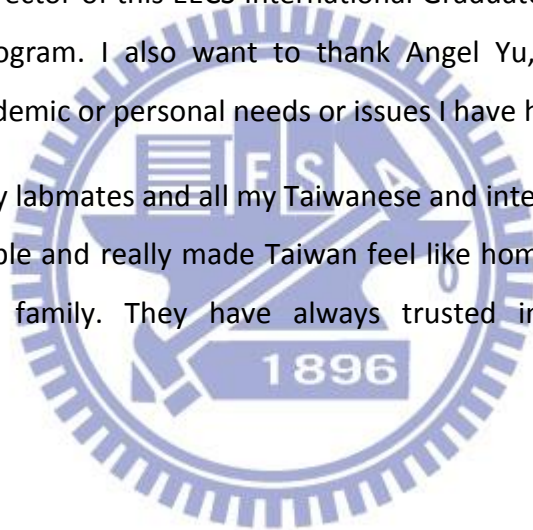 rector of this EECS International Graduate
ogram. I also want to thank Angel Yu,
demic or personal needs or issues I have h
y labmates and all my Taiwanese and inte
ple and really made Taiwan feel like hom
family. They have always trusted in
E S A
1896